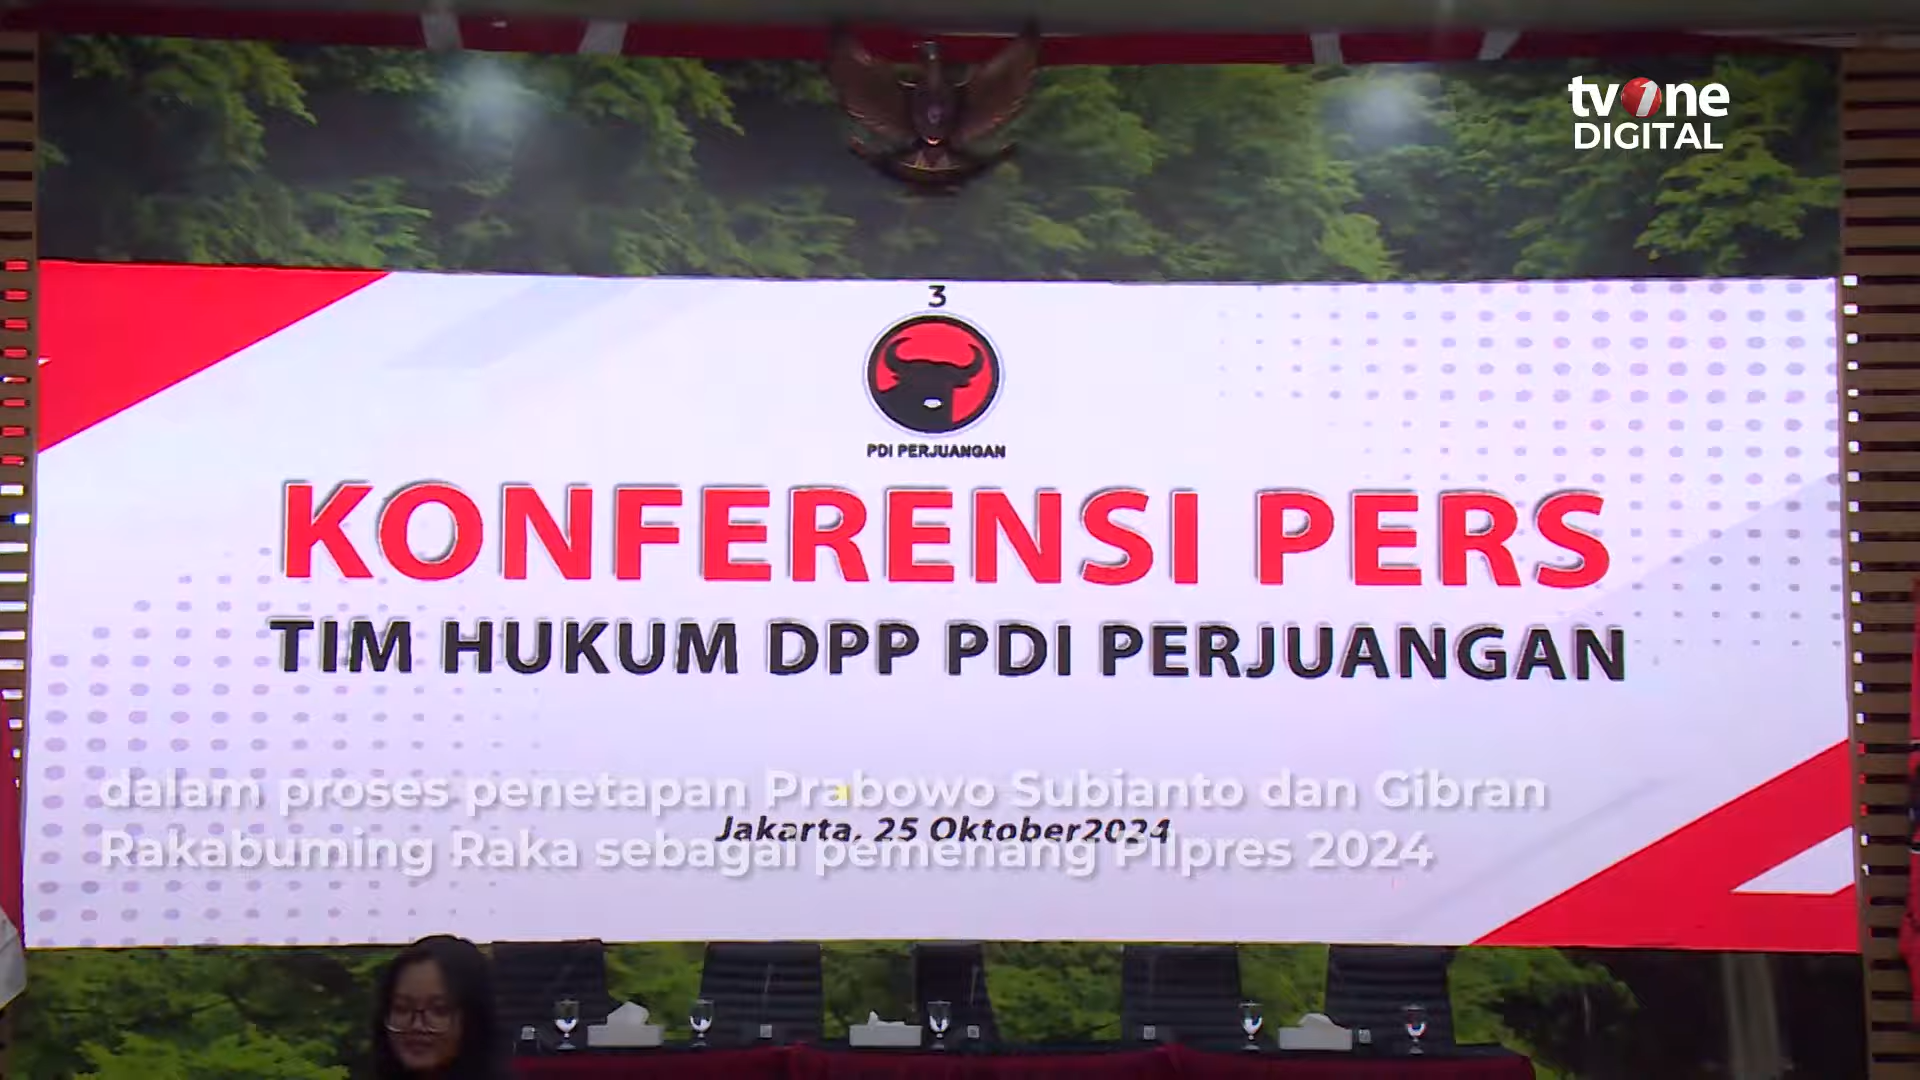 tvOne
DIGITAL
3
PDI PERJUANGAN
KONFERENSI PERS
TIM HUKUM DPP PDI PERJUANGAN
dalam proses penetapan Prabowo Subianto dan Gibran
Jakarta, 25 Oktober2024
Rakabuming Raka sebagai pemenang Pilpres 2024